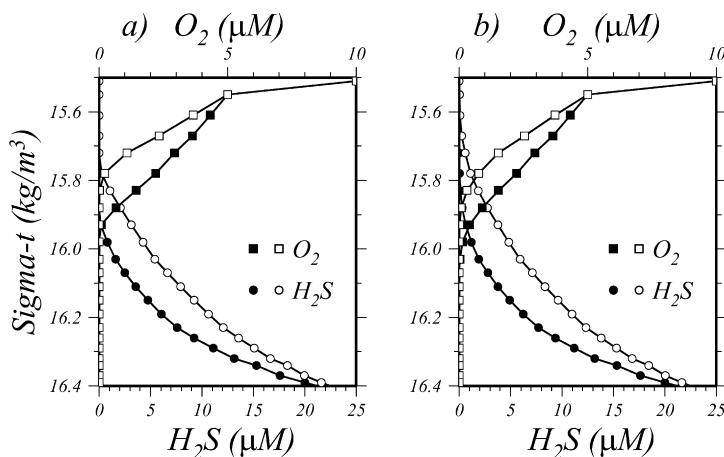 a) O₂ (μM)
0 5 10
Sigma-t (kg/m³)
15.6
15.8
16.0
16.2
16.4
O₂
H₂S
0 5 10 15 20 25
H₂S (μM)
b) O₂ (μM)
0 5 10
15.6
15.8
16.0
16.2
16.4
O₂
H₂S
0 5 10 15 20 25
H₂S (μM)